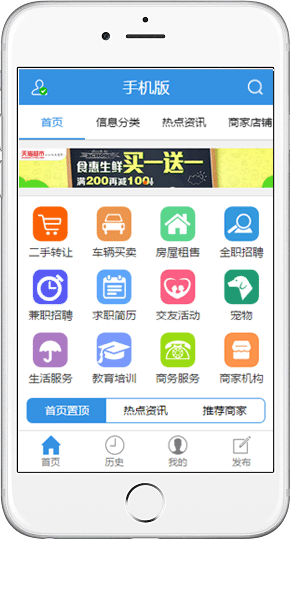 手机版
首页 信息分类 热点资讯 商家店铺
天猫超市
食惠生鲜买一送一
满200再减100
二手转让 车辆买卖 房屋租售 全职招聘
兼职招聘 求职简历 交友活动 宠物
生活服务 教育培训 商务服务 商家机构
首页置顶 热点资讯 推荐商家
首页 历史 我的 发布